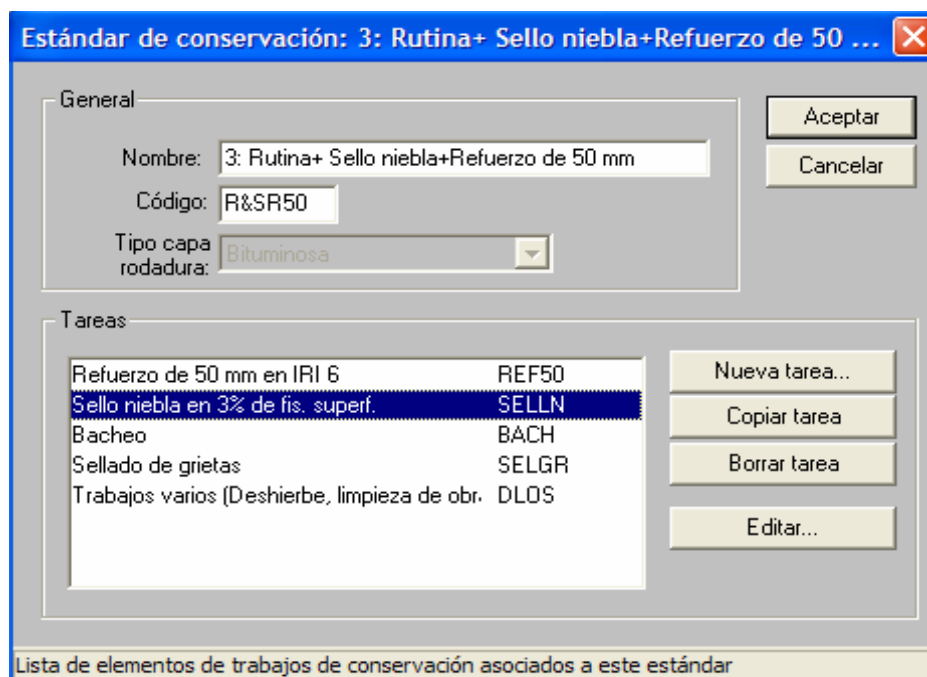 Estándar de conservación: 3: Rutina+ Sello niebla+Refuerzo de 50 ...
General
Nombre: 3: Rutina+ Sello niebla+Refuerzo de 50 mm
Código: R&SR50
Tipo capa
rodadura: Bituminosa
Aceptar
Cancelar
Tareas
Refuerzo de 50 mm en IRI 6 REF50
Sello niebla en 3% de fis. superf. SELLN
Bacheo BACH
Sellado de grietas SELGR
Trabajos varios (Deshierbe, limpieza de obr DLOS
Nueva tarea...
Copiar tarea
Borrar tarea
Editar...
Lista de elementos de trabajos de conservación asociados a este estándar